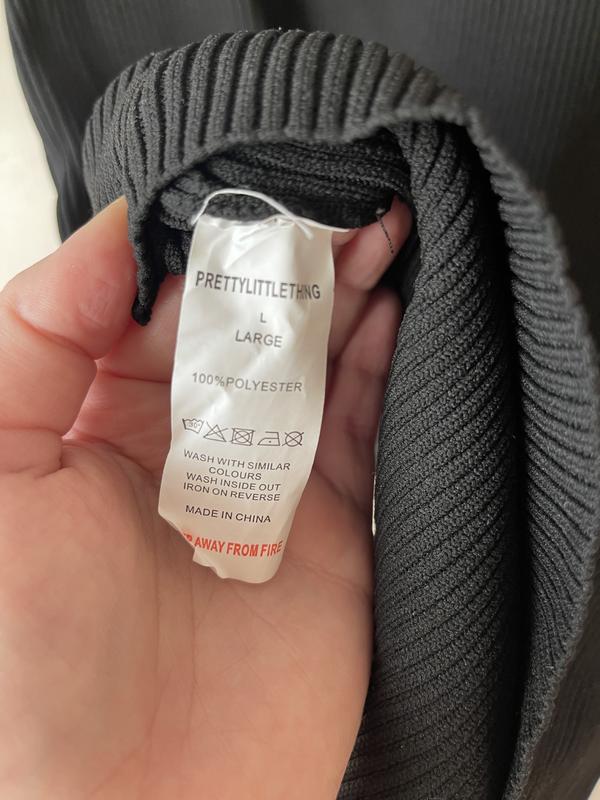 PRETTYLITTLETHING
L
LARGE
100%POLYESTER
30
WASH WITH SIMILAR
COLOURS
WASH INSIDE OUT
IRON ON REVERSE
MADE IN CHINA
AWAY FROM FIRE